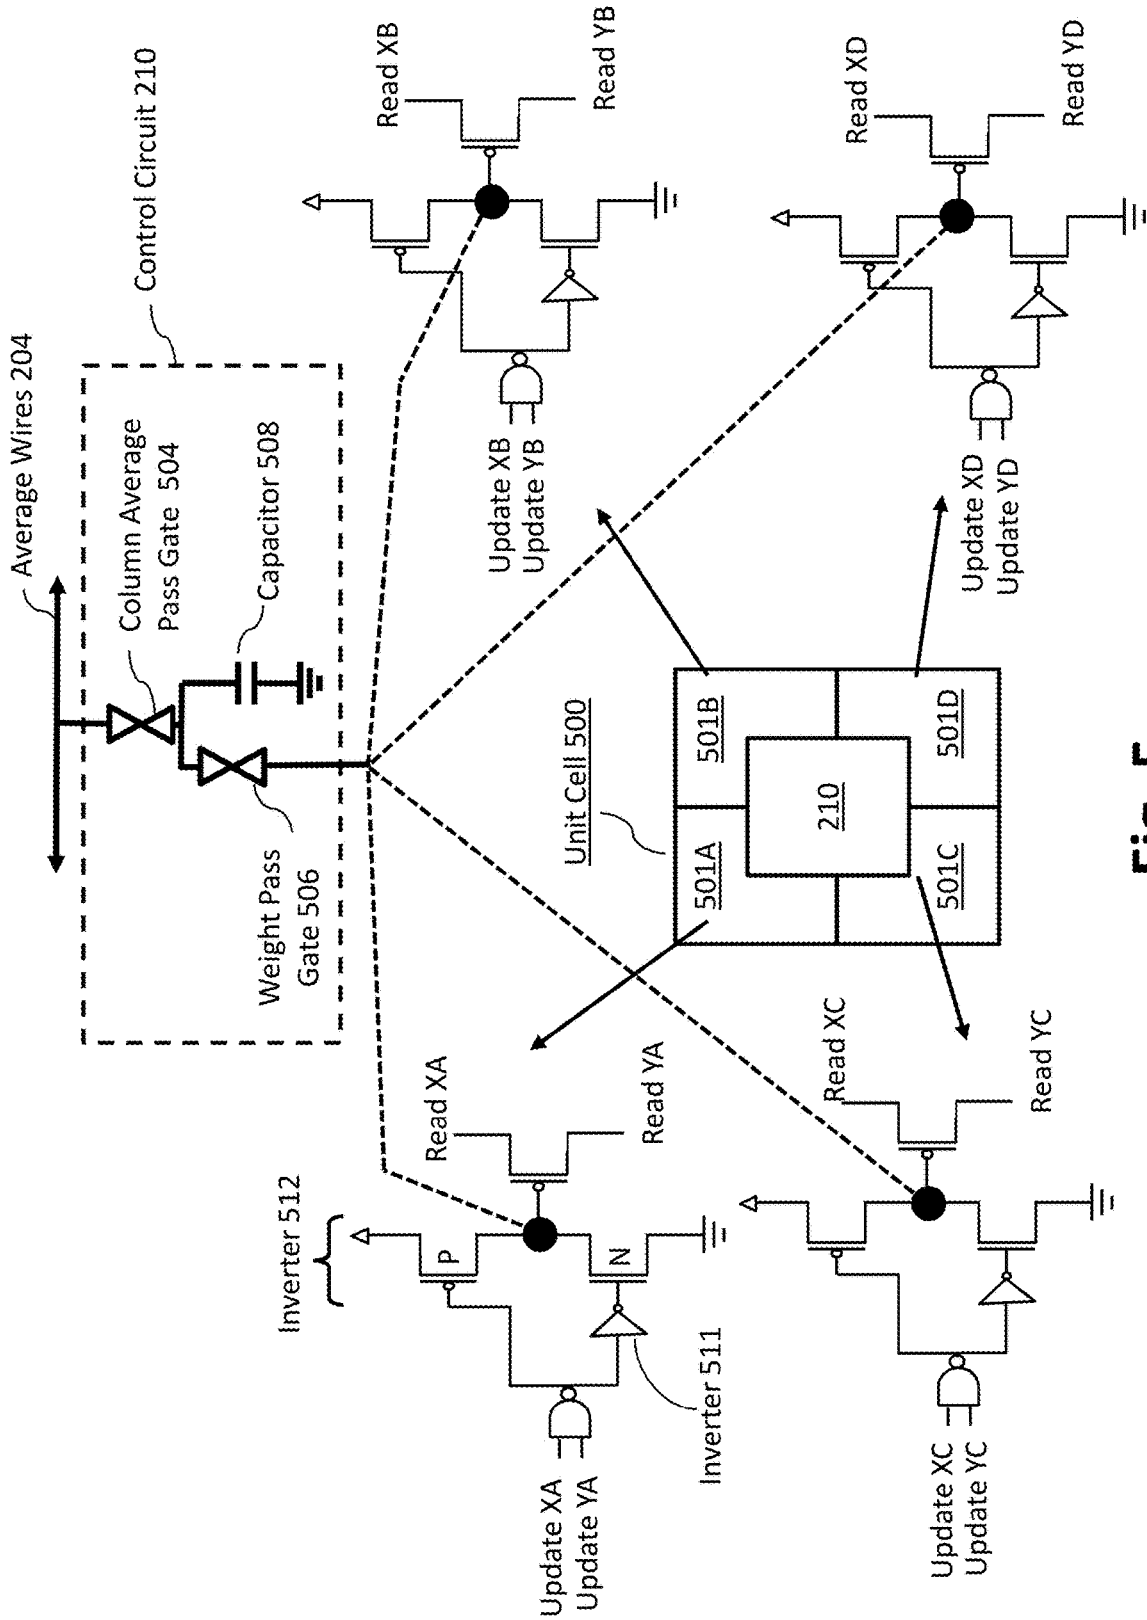 Average Wires 204
Control Circuit 210
Column Average
Pass Gate 504
Capacitor 508
Weight Pass
Gate 506
Inverter 512
P
N
Inverter 511
Update XA
Update YA
Read XA
Read YA
Update XB
Update YB
Read XB
Read YB
Unit Cell 500
501A
501B
210
501C
501D
Update XC
Update YC
Read XC
Read YC
Update XD
Update YD
Read XD
Read YD